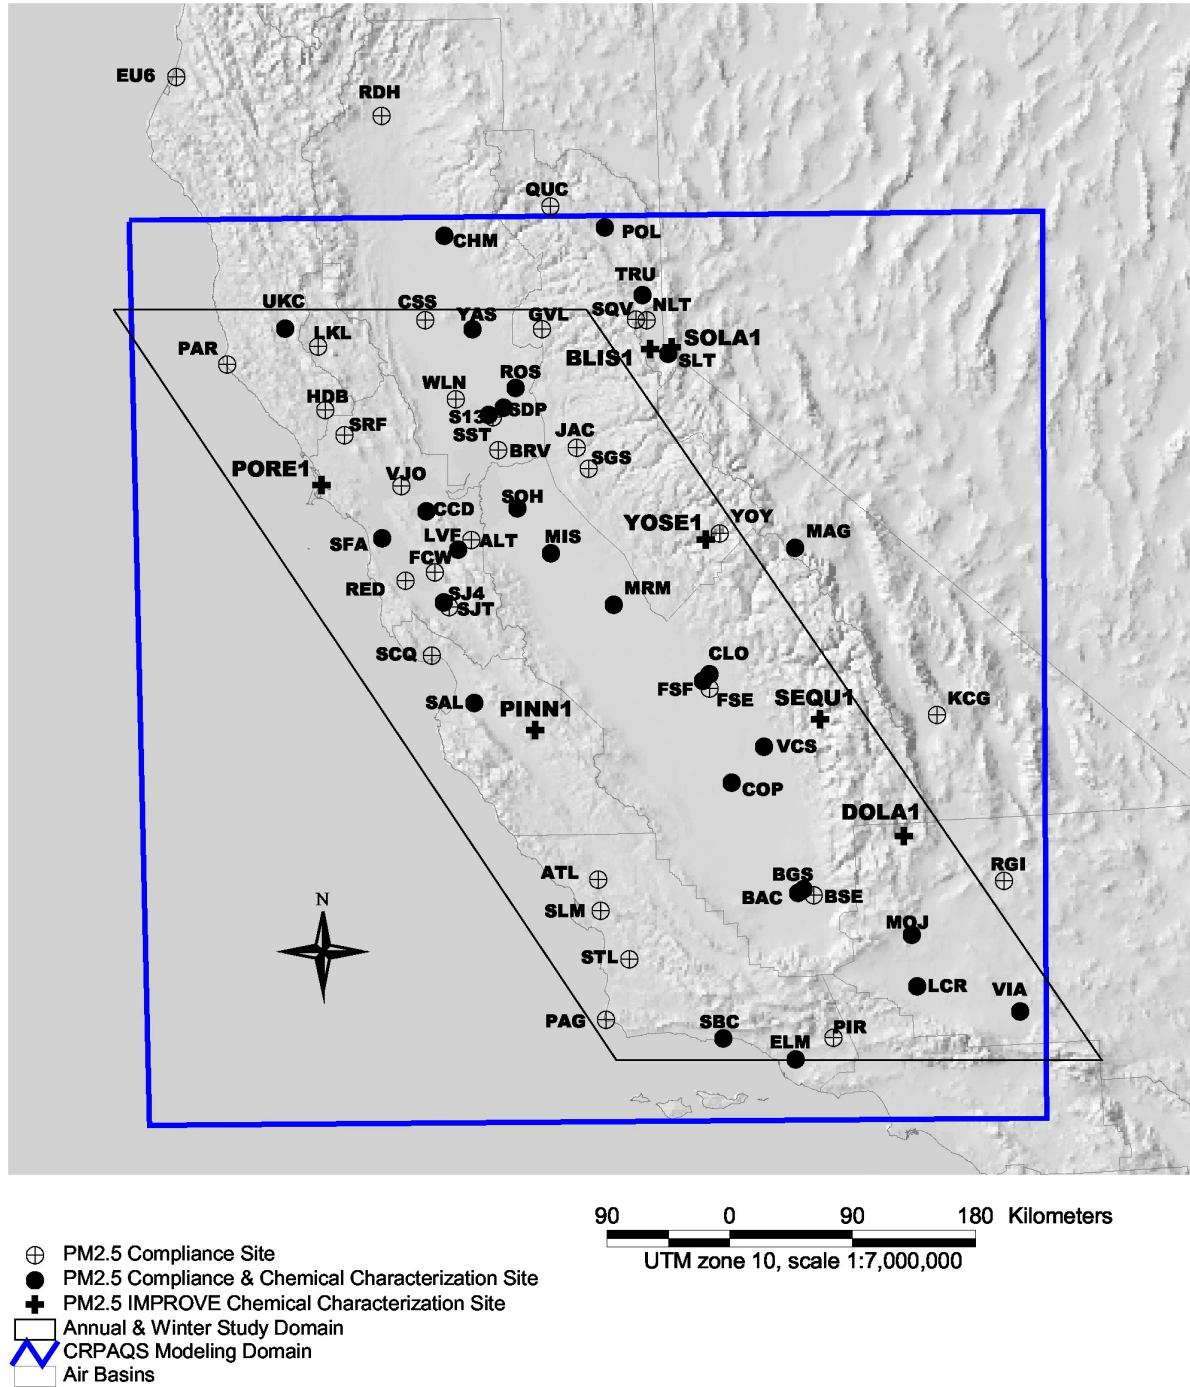 EU6
RDH
QUC
POL
CHM
TRU
UKC
CSS
YAS
GVL
SQV
NLT
LKL
SOLA1
PAR
BLIS1
SLT
ROS
WLN
HDB
SDP
S13
SRF
SST
JAC
BRV
SGS
PORE1
VJO
SOH
CCD
YOSE1
YOY
MAG
SFA
LVF
ALT
MIS
FCW
RED
MRM
SJ4
SJT
SCQ
CLO
FSF
FSE
SEQU1
KCG
SAL
PINN1
VCS
COP
DOLA1
ATL
BGS
RGI
BAC
BSE
SLM
N
MOJ
STL
LCR
VIA
PAG
SBC
PIR
ELM
90 0 90 180 Kilometers
UTM zone 10, scale 1:7,000,000
PM2.5 Compliance Site
PM2.5 Compliance & Chemical Characterization Site
PM2.5 IMPROVE Chemical Characterization Site
Annual & Winter Study Domain
CRPAQS Modeling Domain
Air Basins